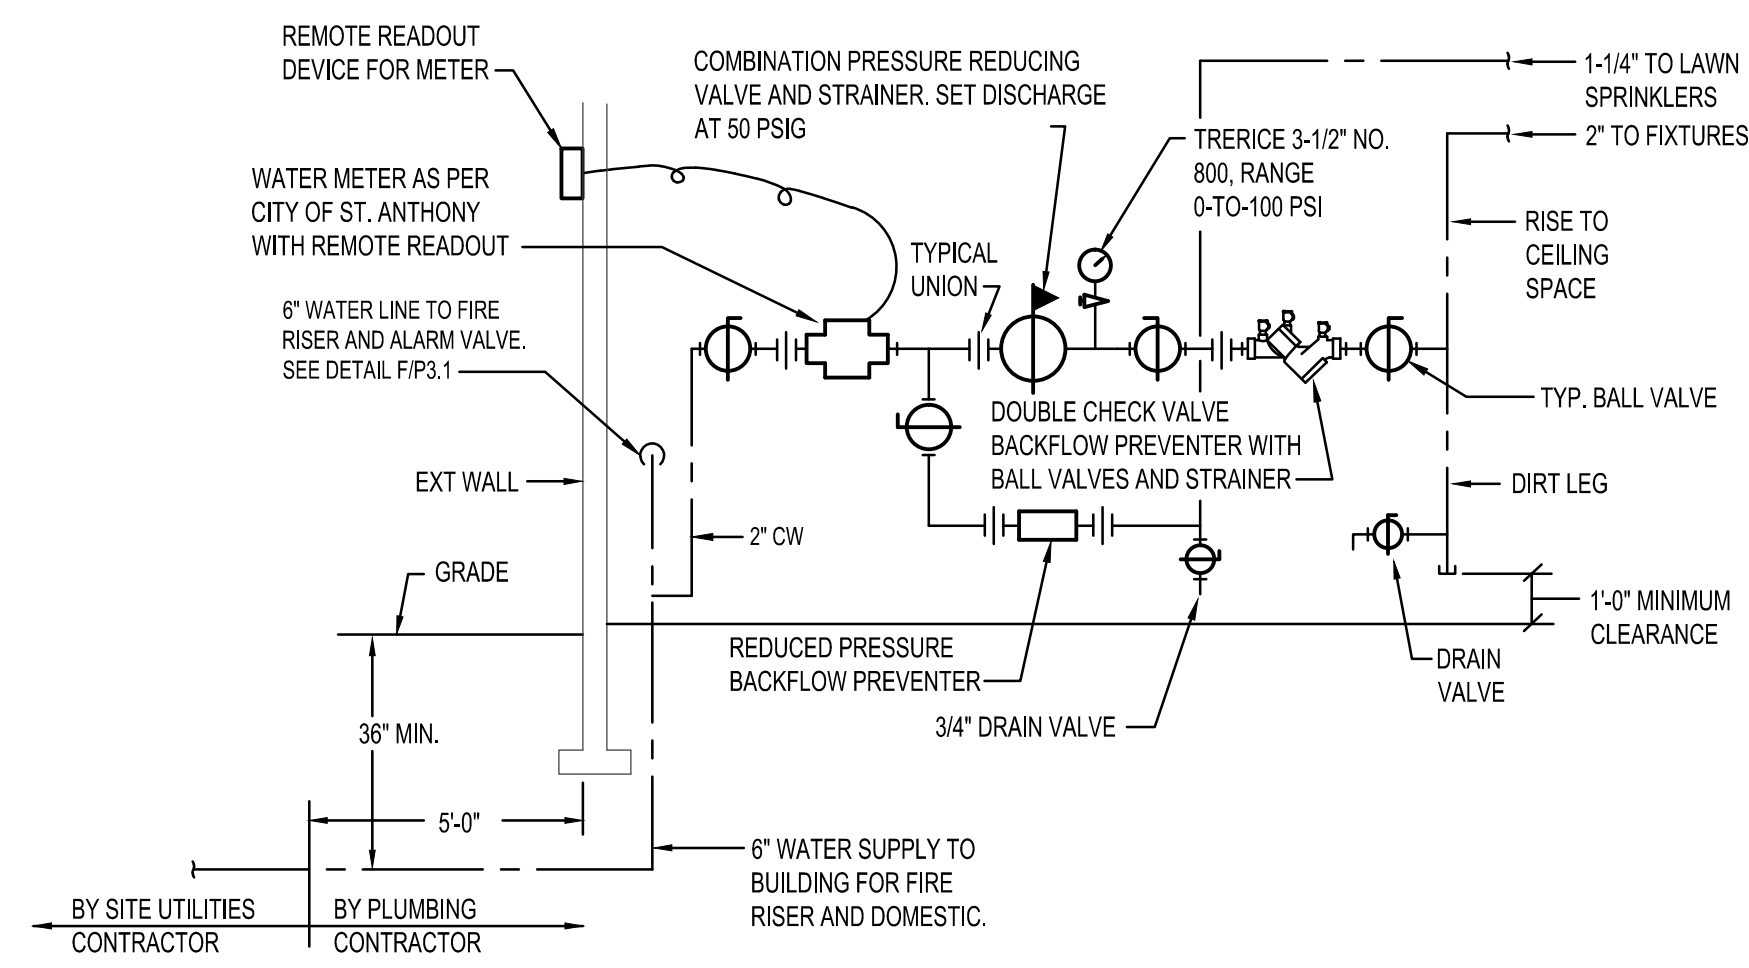 REMOTE READOUT
DEVICE FOR METER
COMBINATION PRESSURE REDUCING
VALVE AND STRAINER. SET DISCHARGE
AT 50 PSIG
1-1/4" TO LAWN
SPRINKLERS
2" TO FIXTURES
TRERICE 3-1/2" NO.
800, RANGE
0-TO-100 PSI
WATER METER AS PER
CITY OF ST. ANTHONY
WITH REMOTE READOUT
TYPICAL
UNION
RISE TO
CEILING
SPACE
6" WATER LINE TO FIRE
RISER AND ALARM VALVE.
SEE DETAIL F/P3.1
TYP. BALL VALVE
DOUBLE CHECK VALVE
BACKFLOW PREVENTER WITH
BALL VALVES AND STRAINER
EXT WALL
DIRT LEG
2" CW
GRADE
1'-0" MINIMUM
CLEARANCE
REDUCED PRESSURE
BACKFLOW PREVENTER
DRAIN
VALVE
3/4" DRAIN VALVE
36" MIN.
5'-0"
6" WATER SUPPLY TO
BUILDING FOR FIRE
RISER AND DOMESTIC.
BY SITE UTILITIES
CONTRACTOR
BY PLUMBING
CONTRACTOR